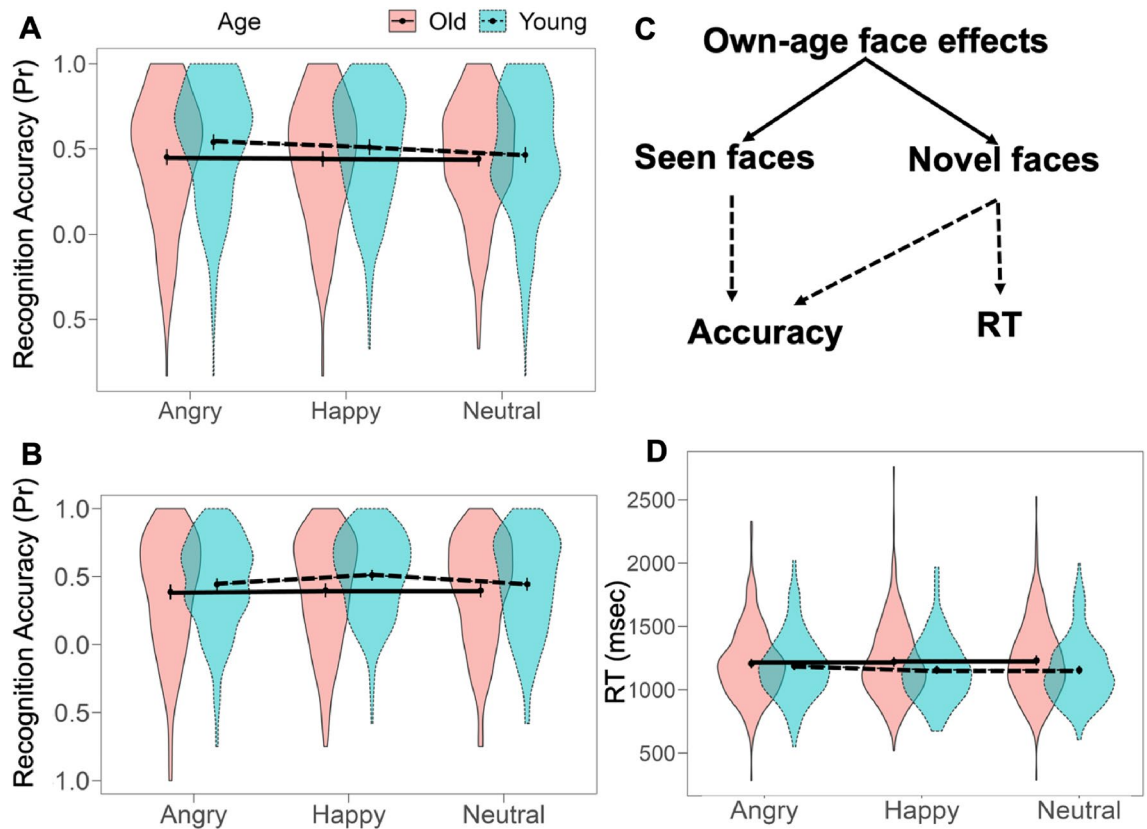 A
Age
Old
Young
Recognition Accuracy (Pr)
1.0
0.5
0.0
0.5
Angry
Happy
Neutral
B
Recognition Accuracy (Pr)
1.0
0.5
0.0
0.5
1.0
Angry
Happy
Neutral
C
Own-age face effects
Seen faces
Novel faces
Accuracy
RT
D
RT (msec)
2500
2000
1500
1000
500
Angry
Happy
Neutral